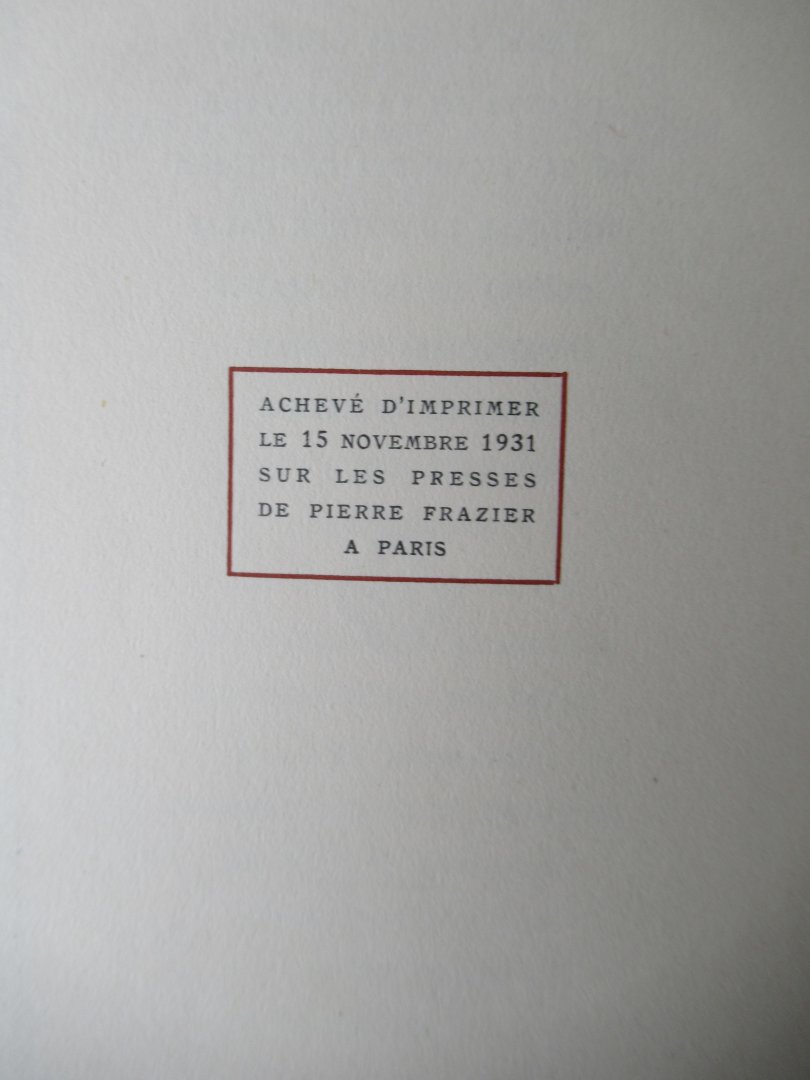 ACHEVÉ D'IMPRIMER
LE 15 NOVEMBRE 1931
SUR LES PRESSES
DE PIERRE FRAZIER
A PARIS